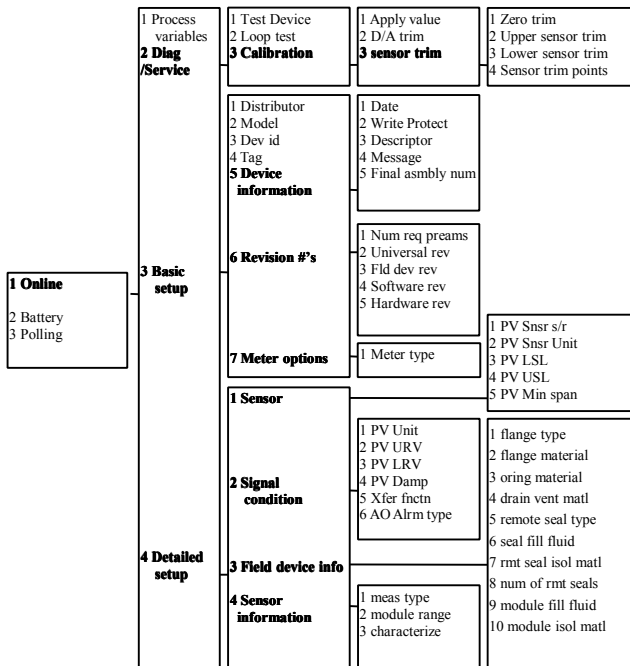 1 Online
2 Battery
3 Polling
1 Process
variables
2 Diag
/Service
3 Basic
setup
4 Detailed
setup
1 Test Device
2 Loop test
3 Calibration
1 Apply value
2 D/A trim
3 sensor trim
1 Zero trim
2 Upper sensor trim
3 Lower sensor trim
4 Sensor trim points
1 Distributor
2 Model
3 Dev id
4 Tag
5 Device
information
6 Revision #'s
7 Meter options
1 Date
2 Write Protect
3 Descriptor
4 Message
5 Final asmbly num
1 Num req preams
2 Universal rev
3 Fld dev rev
4 Software rev
5 Hardware rev
1 Meter type
1 Sensor
2 Signal
condition
3 Field device info
4 Sensor
information
1 PV Snsr s/r
2 PV Snsr Unit
3 PV LSL
4 PV USL
5 PV Min span
1 PV Unit
2 PV URV
3 PV LRV
4 PV Damp
5 Xfer fnctn
6 AO Alrm type
1 flange type
2 flange material
3 oring material
4 drain vent matl
5 remote seal type
6 seal fill fluid
7 rmt seal isol matl
8 num of rmt seals
9 module fill fluid
10 module isol matl
1 meas type
2 module range
3 characterize